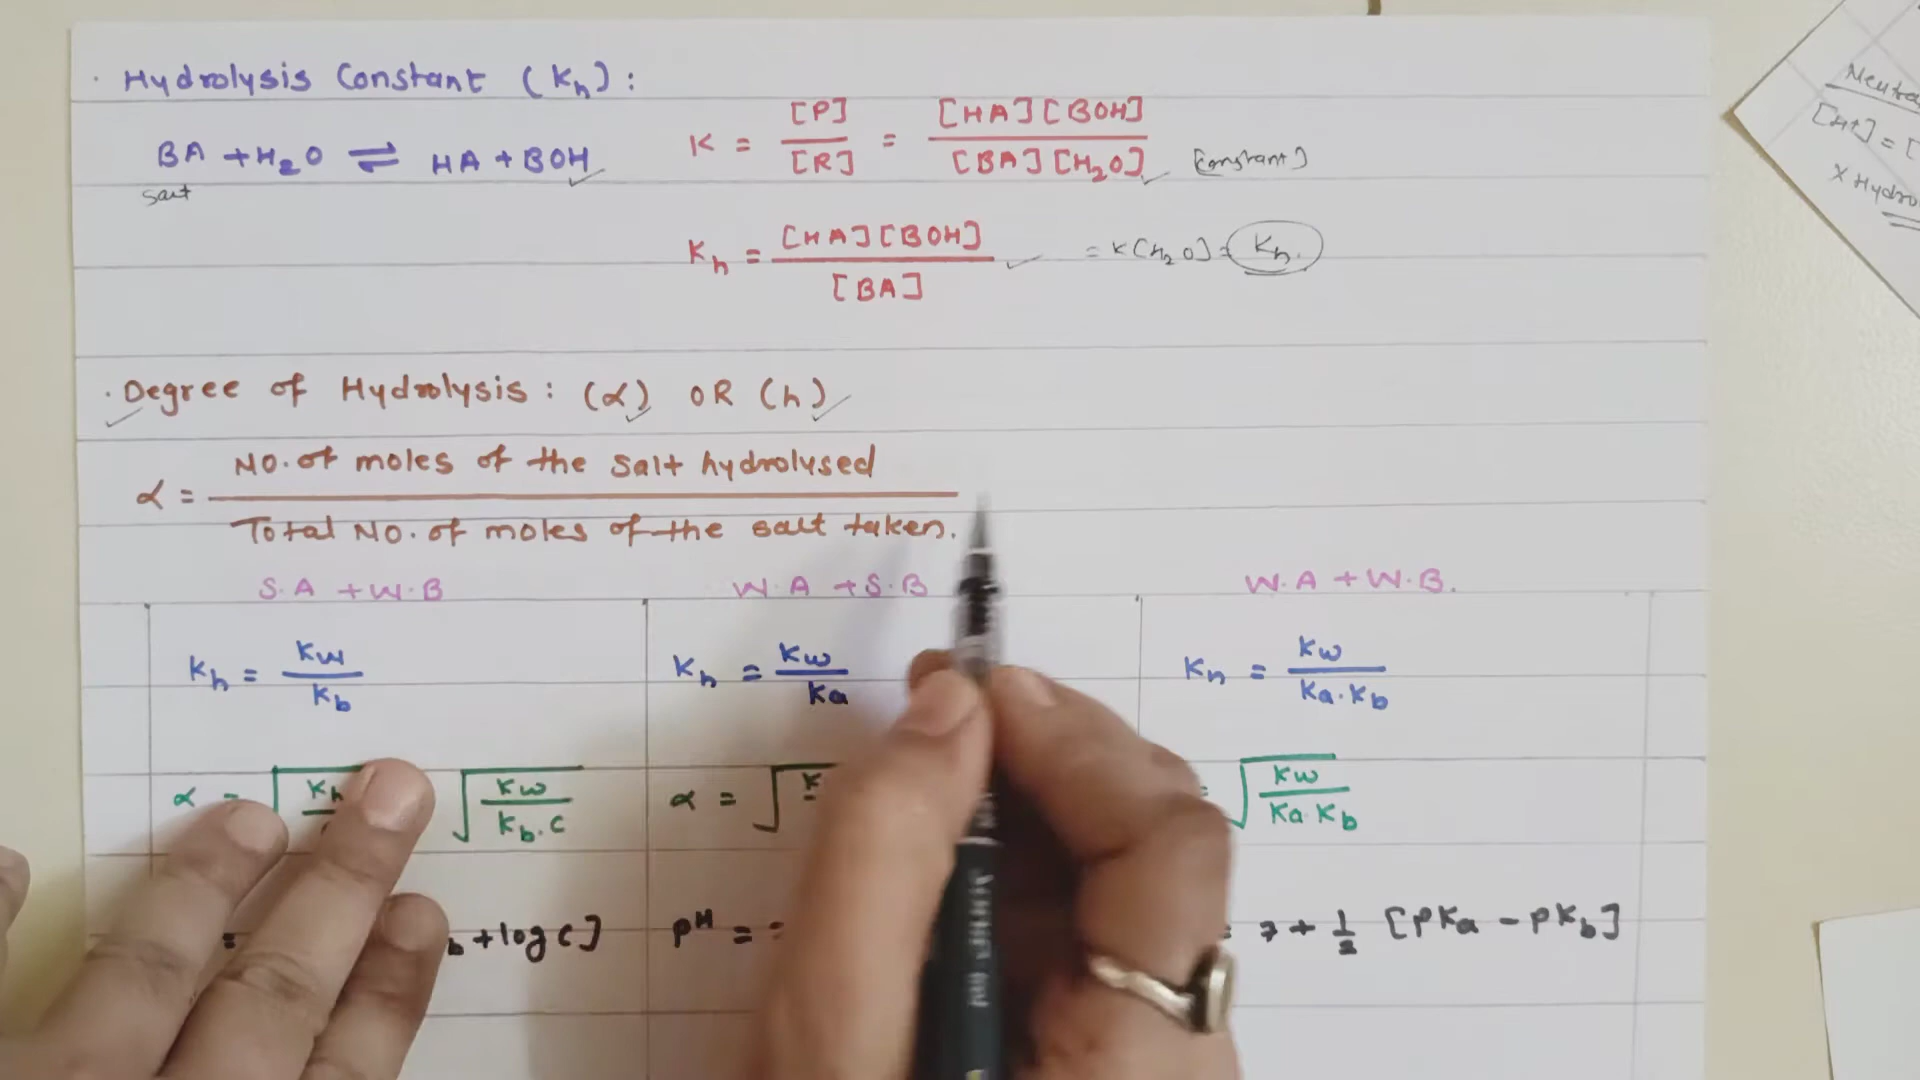 · Hydrolysis Constant (Kh):
BA + H2O ⇌ HA + BOH
Salt
K = [P] / [R] = [HA][BOH] / [BA][H2O] [Constant]
Kh = [HA][BOH] / [BA] = K[H2O] = Kh.
· Degree of Hydrolysis: (α) OR (h)
α = No. of moles of the salt hydrolysed / Total No. of moles of the salt taken.
S.A + W.B
Kh = Kw / Kb
α = √ Kh √ Kw / Kb.C
= b + log c]
W.A + S.B
Kh = Kw / Ka
α = √ K
pH =
W.A + W.B.
Kh = Kw / Ka.Kb
= √ Kw / Ka.Kb
= 7 + 1/2 [pKa - pKb]
Neutra
[H+] = [
x Hydro